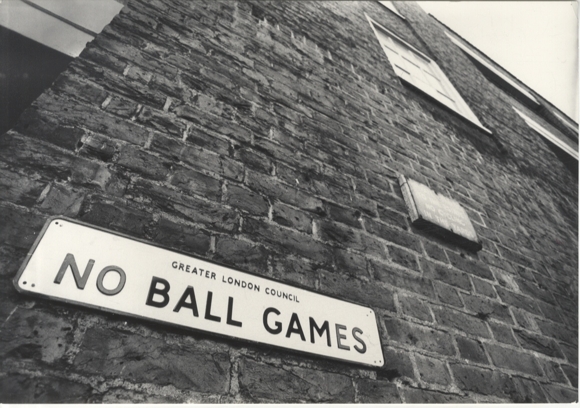 GREATER LONDON COUNCIL
NO BALL GAMES